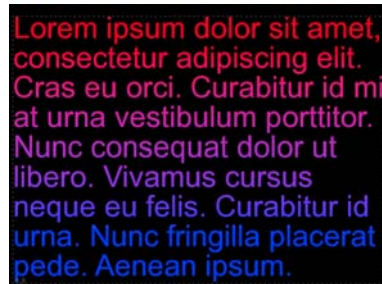 Lorem ipsum dolor sit amet,
consectetur adipiscing elit.
Cras eu orci. Curabitur id mi
at urna vestibulum porttitor.
Nunc consequat dolor ut
libero. Vivamus cursus
neque eu felis. Curabitur id
urna. Nunc fringilla placerat
pede. Aenean ipsum.